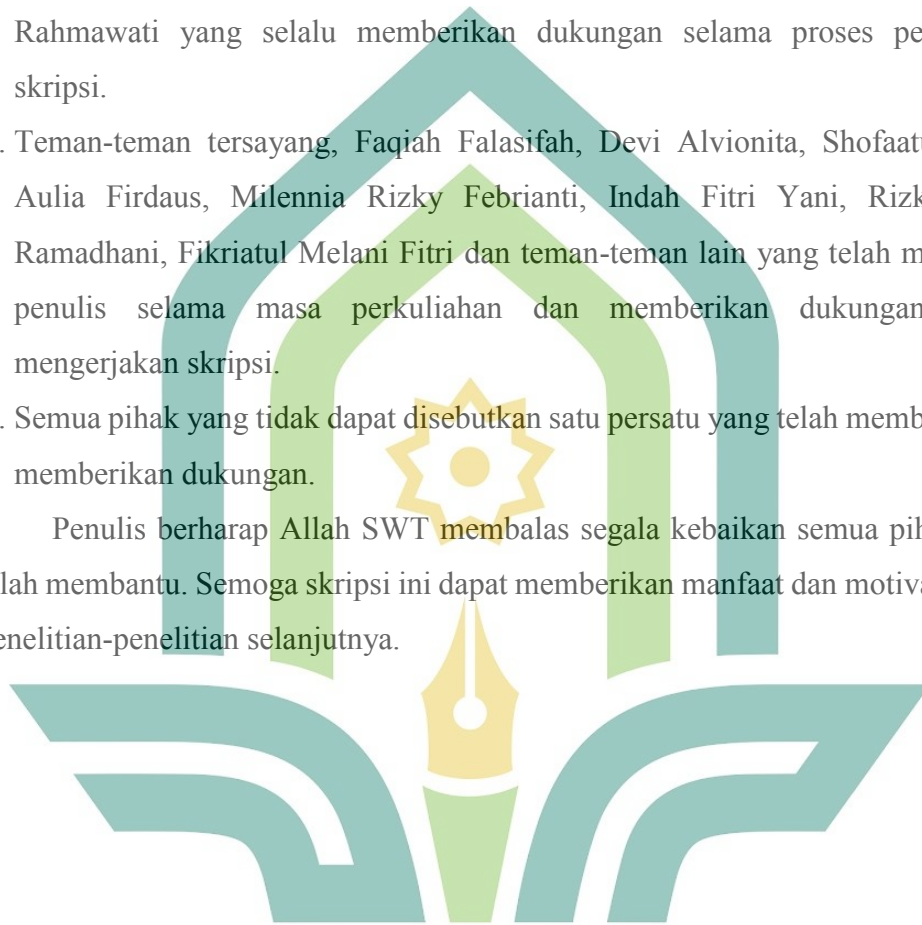 Rahmawati yang selalu memberikan dukungan selama proses pe
skripsi.
. Teman-teman tersayang, Faqiah Falasifah, Devi Alvionita, Shofaat
Aulia Firdaus, Milennia Rizky Febrianti, Indah Fitri Yani, Rizk
Ramadhani, Fikriatul Melani Fitri dan teman-teman lain yang telah m
penulis selama masa perkuliahan dan memberikan dukungan
mengerjakan skripsi.
. Semua pihak yang tidak dapat disebutkan satu persatu yang telah memb
memberikan dukungan.
Penulis berharap Allah SWT membalas segala kebaikan semua pih
lah membantu. Semoga skripsi ini dapat memberikan manfaat dan motiva
enelitian-penelitian selanjutnya.